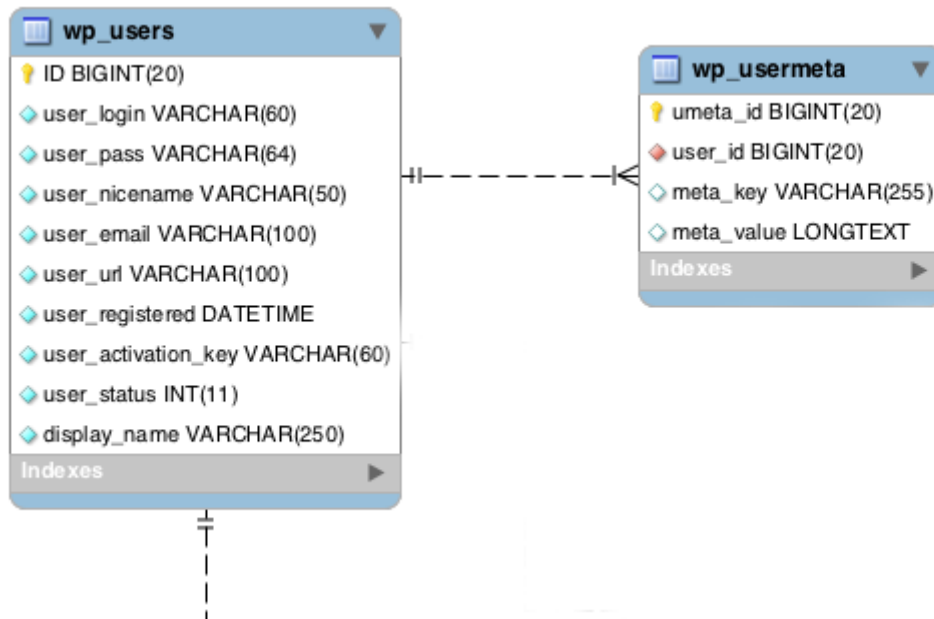 wp_users
ID BIGINT(20)
user_login VARCHAR(60)
user_pass VARCHAR(64)
user_nicename VARCHAR(50)
user_email VARCHAR(100)
user_url VARCHAR(100)
user_registered DATETIME
user_activation_key VARCHAR(60)
user_status INT(11)
display_name VARCHAR(250)
Indexes
wp_usermeta
umeta_id BIGINT(20)
user_id BIGINT(20)
meta_key VARCHAR(255)
meta_value LONGTEXT
Indexes